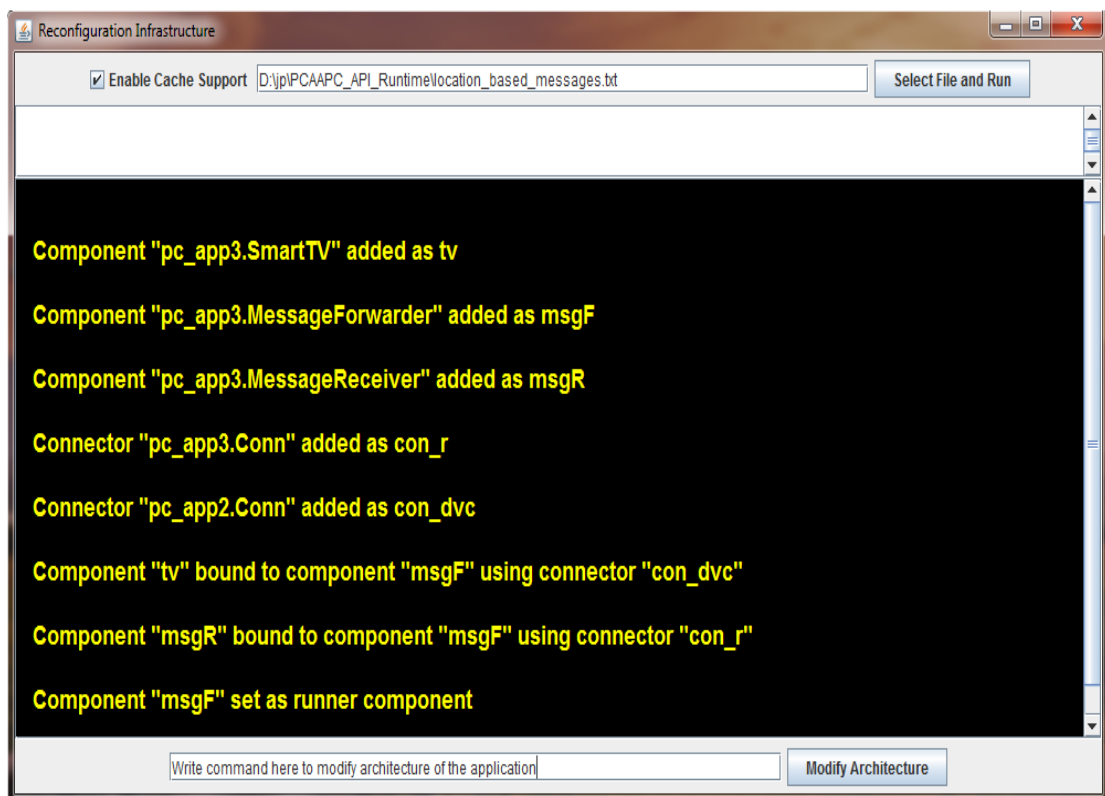 Reconfiguration Infrastructure
Enable Cache Support D:\jp\PCAAPC_API_Runtime\location_based_messages.txt Select File and Run
Component "pc_app3.SmartTV" added as tv
Component "pc_app3.MessageForwarder" added as msgF
Component "pc_app3.MessageReceiver" added as msgR
Connector "pc_app3.Conn" added as con_r
Connector "pc_app2.Conn" added as con_dvc
Component "tv" bound to component "msgF" using connector "con_dvc"
Component "msgR" bound to component "msgF" using connector "con_r"
Component "msgF" set as runner component
Write command here to modify architecture of the application Modify Architecture